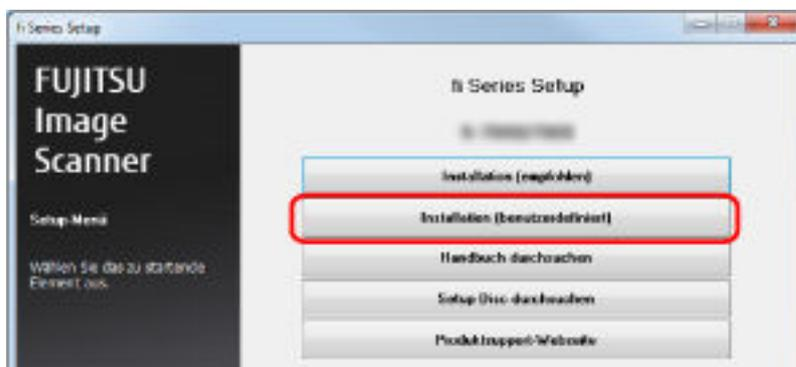 fi Series Setup
FUJITSU
Image
Scanner
Setup-Menü
Wählen Sie das zu startende
Element aus.
fi Series Setup
Installation (empfohlen)
Installation (benutzerdefiniert)
Handbuch durchsuchen
Setup Disc durchsuchen
Produktsupport-Webseite